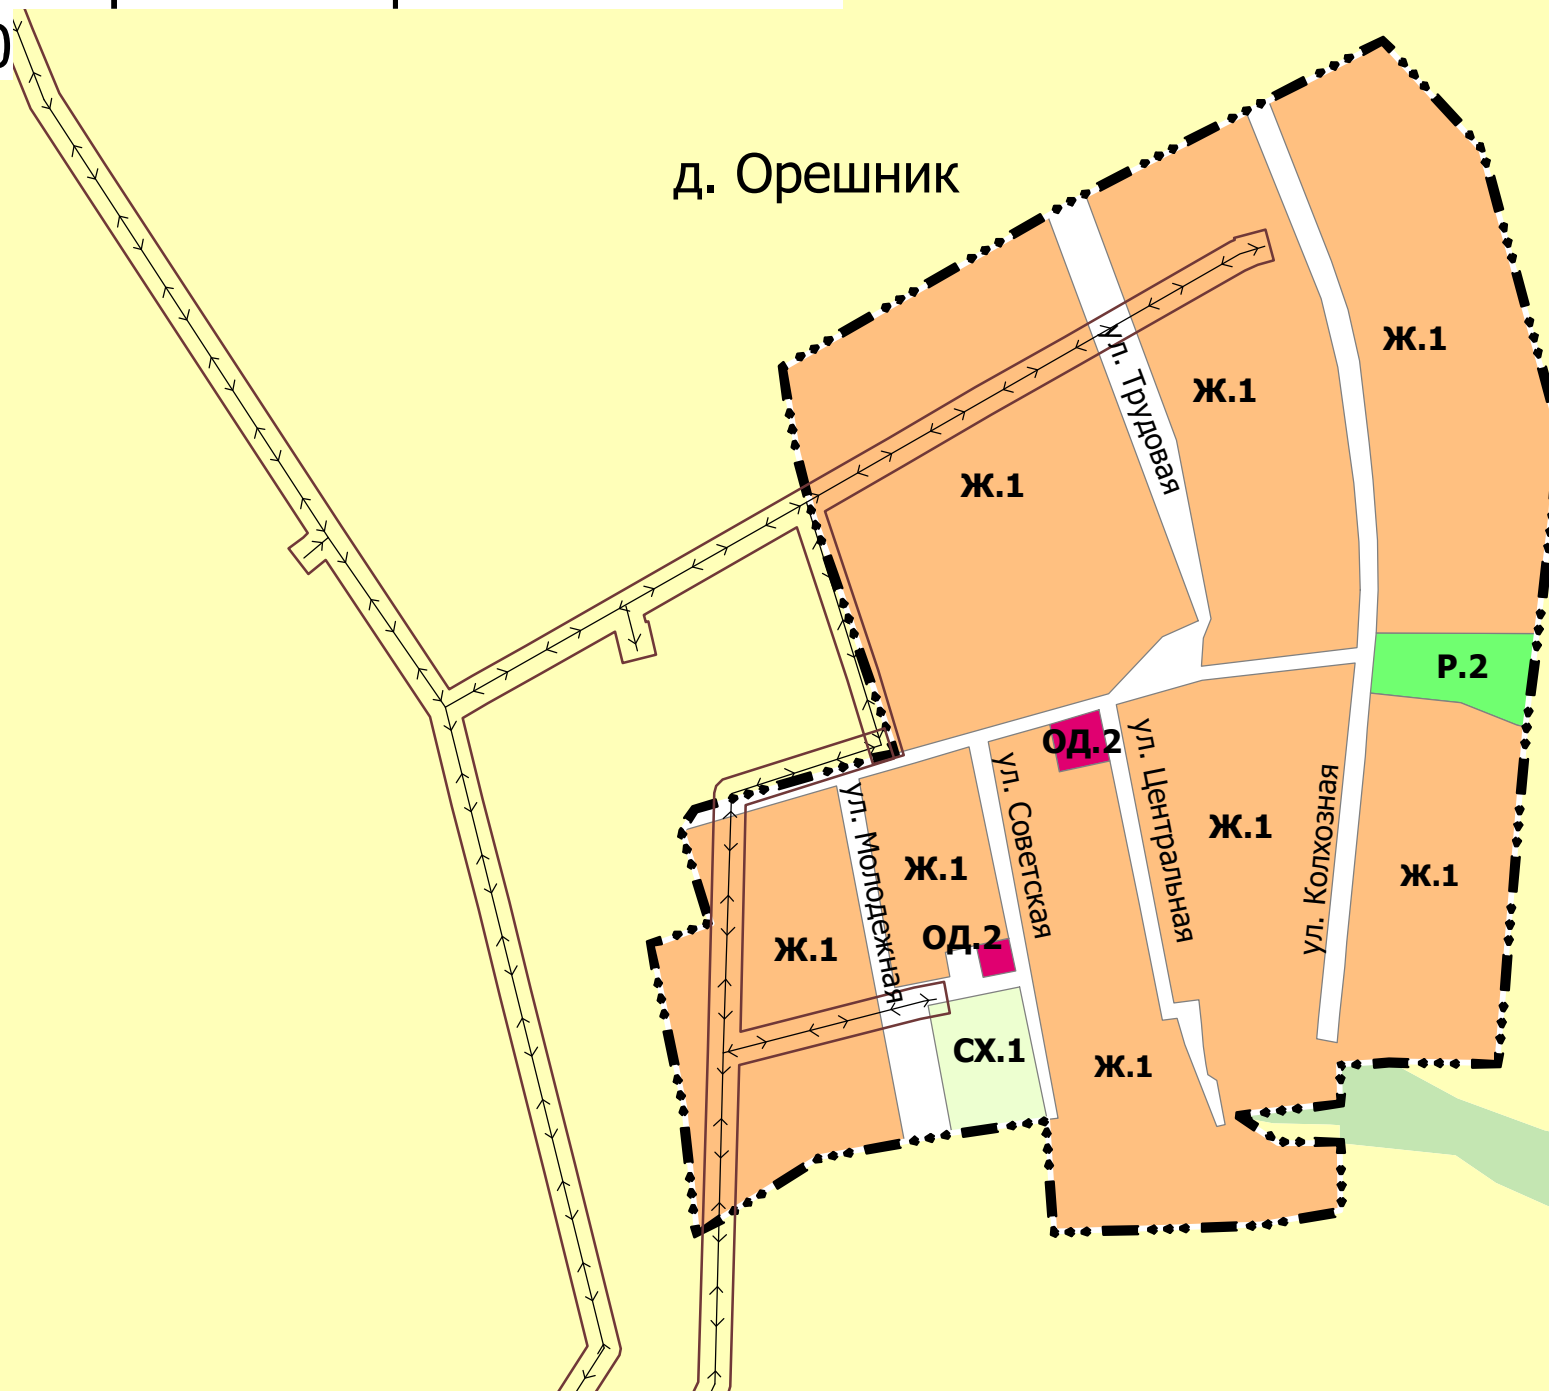 д. Орешник
Ж.1
ул. Трудовая
Ж.1
Ж.1
Р.2
ОД.2
ул. Центральная
ул. Советская
ул. Колхозная
ул. Молодежная
Ж.1
Ж.1
Ж.1
ОД.2
Ж.1
СХ.1
Ж.1